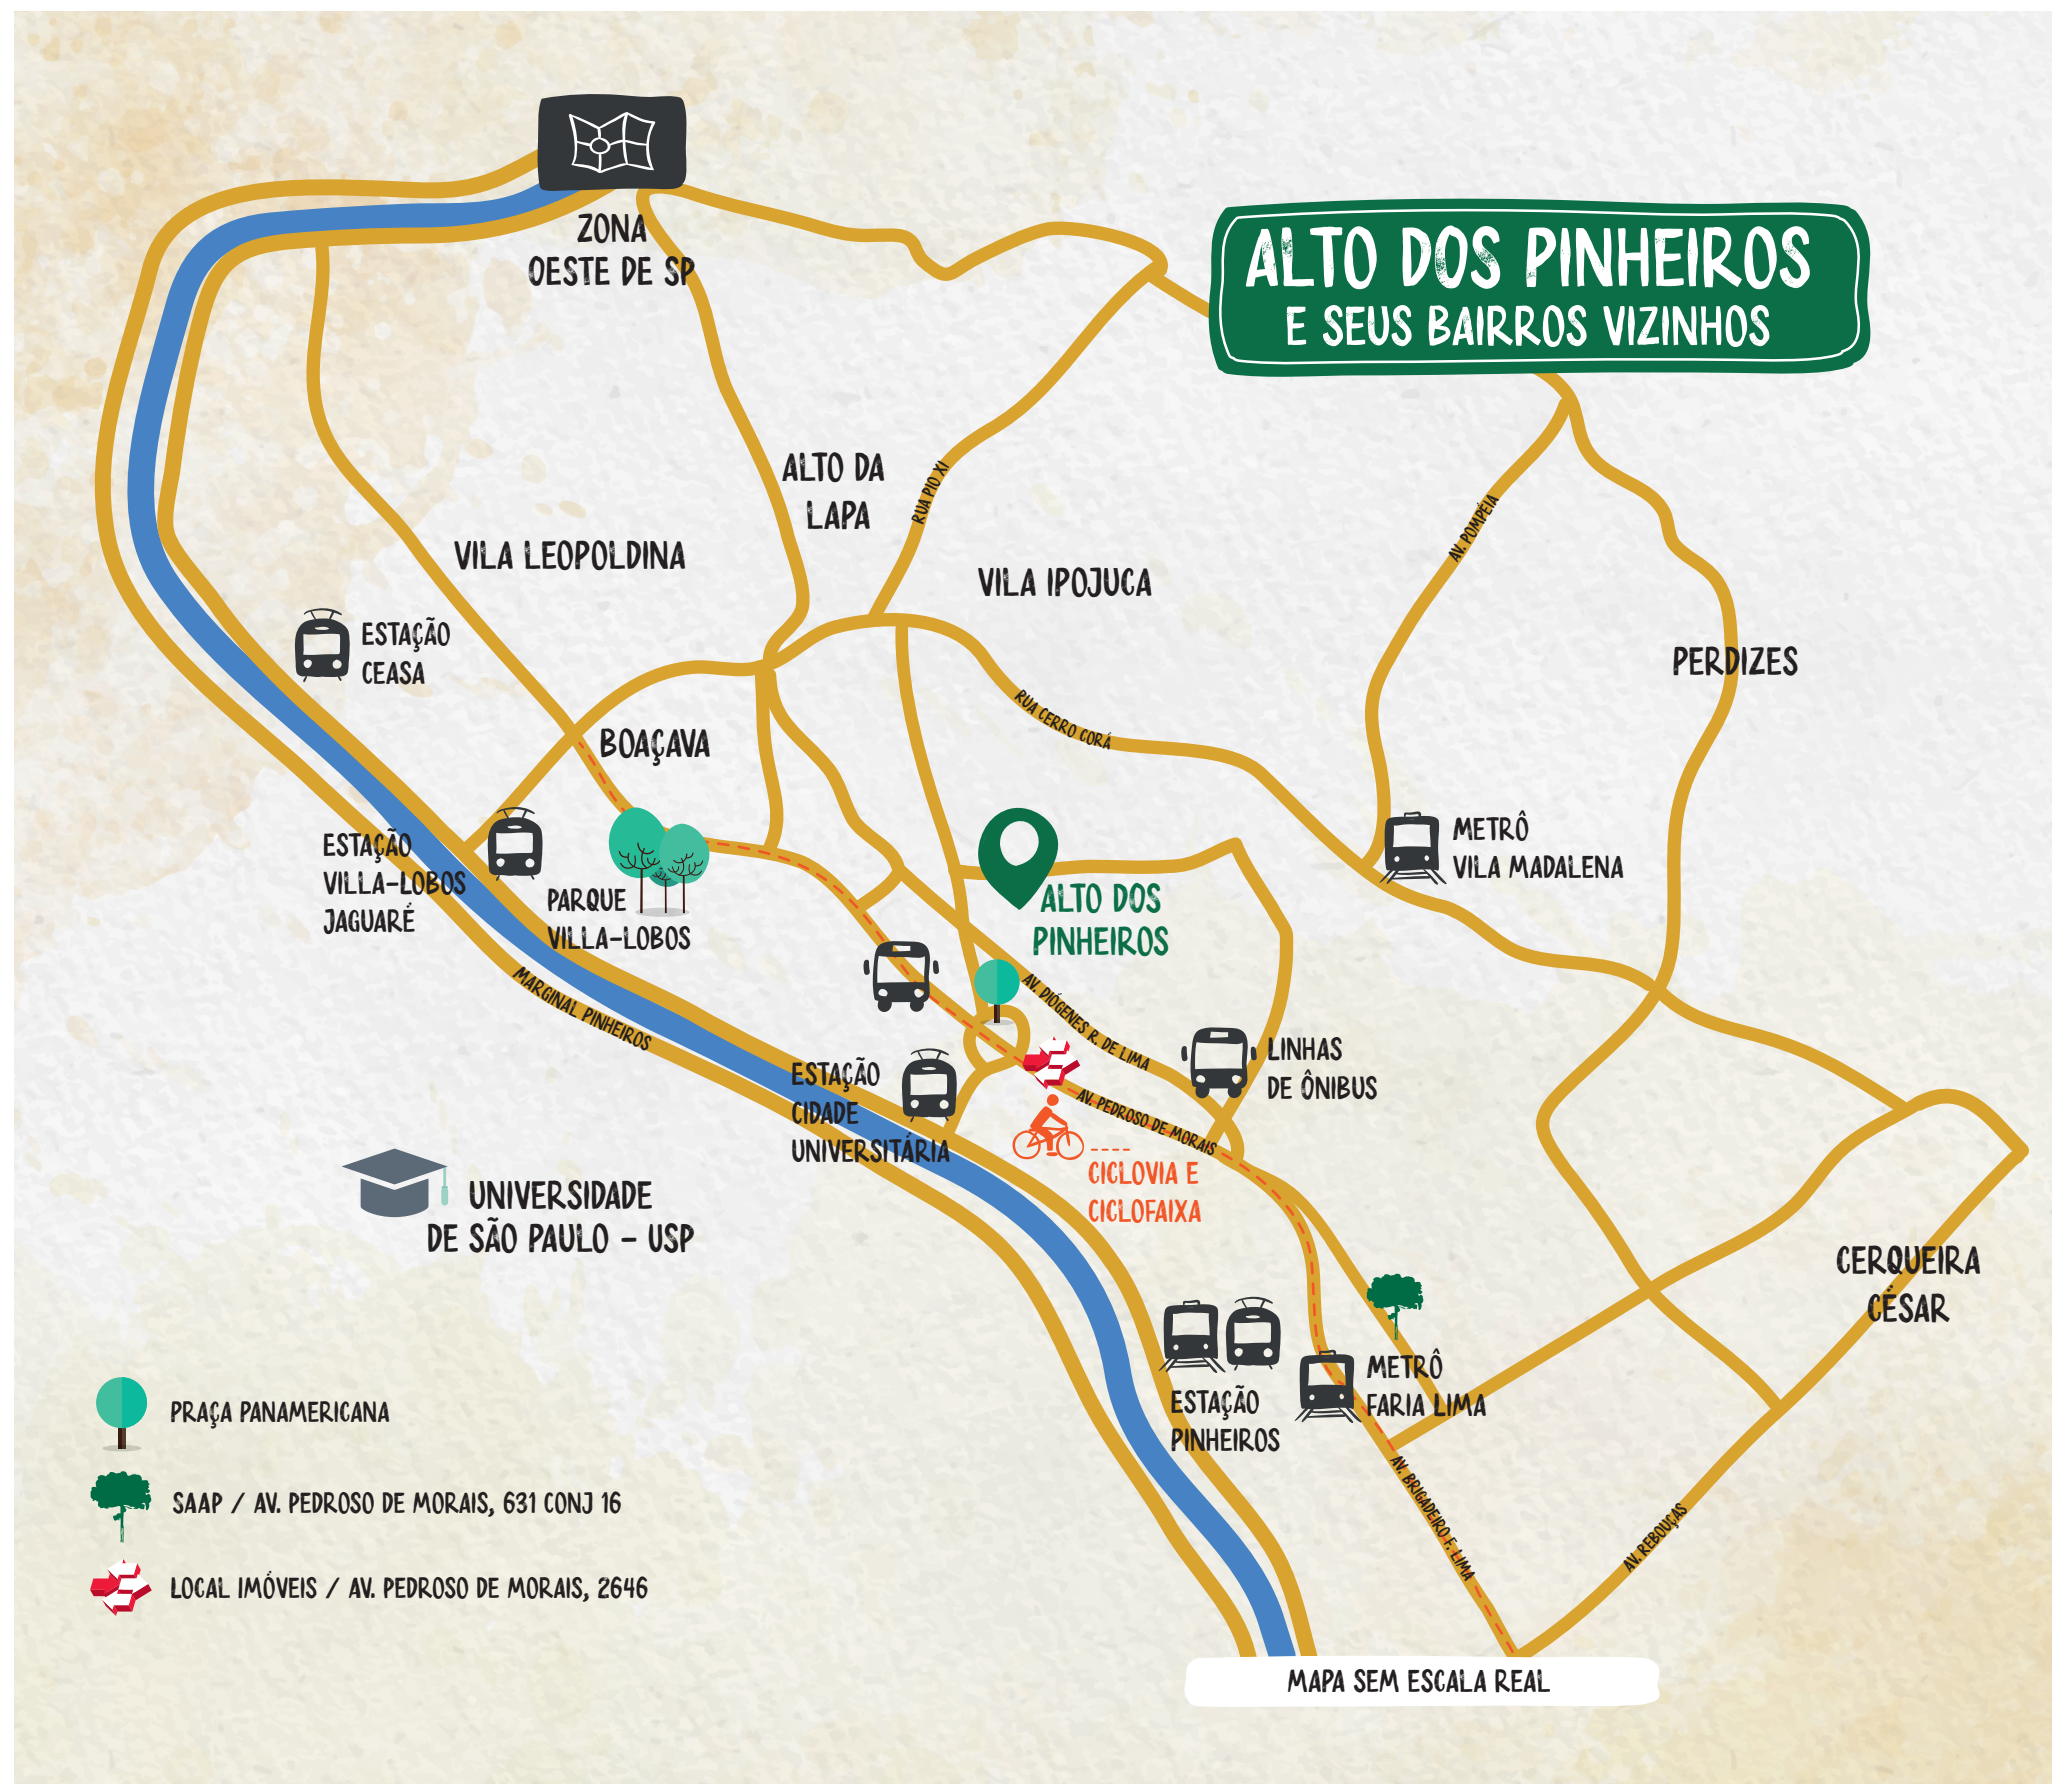 ZONA
OESTE DE SP
ALTO DOS PINHEIROS
E SEUS BAIRROS VIZINHOS
ALTO DA
LAPA
RUA PIO XI
AV. POMPÉIA
VILA LEOPOLDINA
VILA IPOJUCA
ESTAÇÃO
CEASA
PERDIZES
RUA CERRO CORÁ
BOAÇAVA
METRÔ
VILA MADALENA
ESTAÇÃO
VILLA-LOBOS
JAGUARÉ
PARQUE
VILLA-LOBOS
ALTO DOS
PINHEIROS
MARGINAL PINHEIROS
AV. DIÓGENES R. DE LIMA
LINHAS
DE ÔNIBUS
ESTAÇÃO
CIDADE
UNIVERSITÁRIA
AV. PEDROSO DE MORAIS
CICLOVIA E
CICLOFAIXA
UNIVERSIDADE
DE SÃO PAULO - USP
CERQUEIRA
CÉSAR
METRÔ
FARIA LIMA
ESTAÇÃO
PINHEIROS
AV. BRIGADEIRO F. LIMA
AV. REBOUÇAS
PRAÇA PANAMERICANA
SAAP / AV. PEDROSO DE MORAIS, 631 CONJ 16
LOCAL IMÓVEIS / AV. PEDROSO DE MORAIS, 2646
MAPA SEM ESCALA REAL